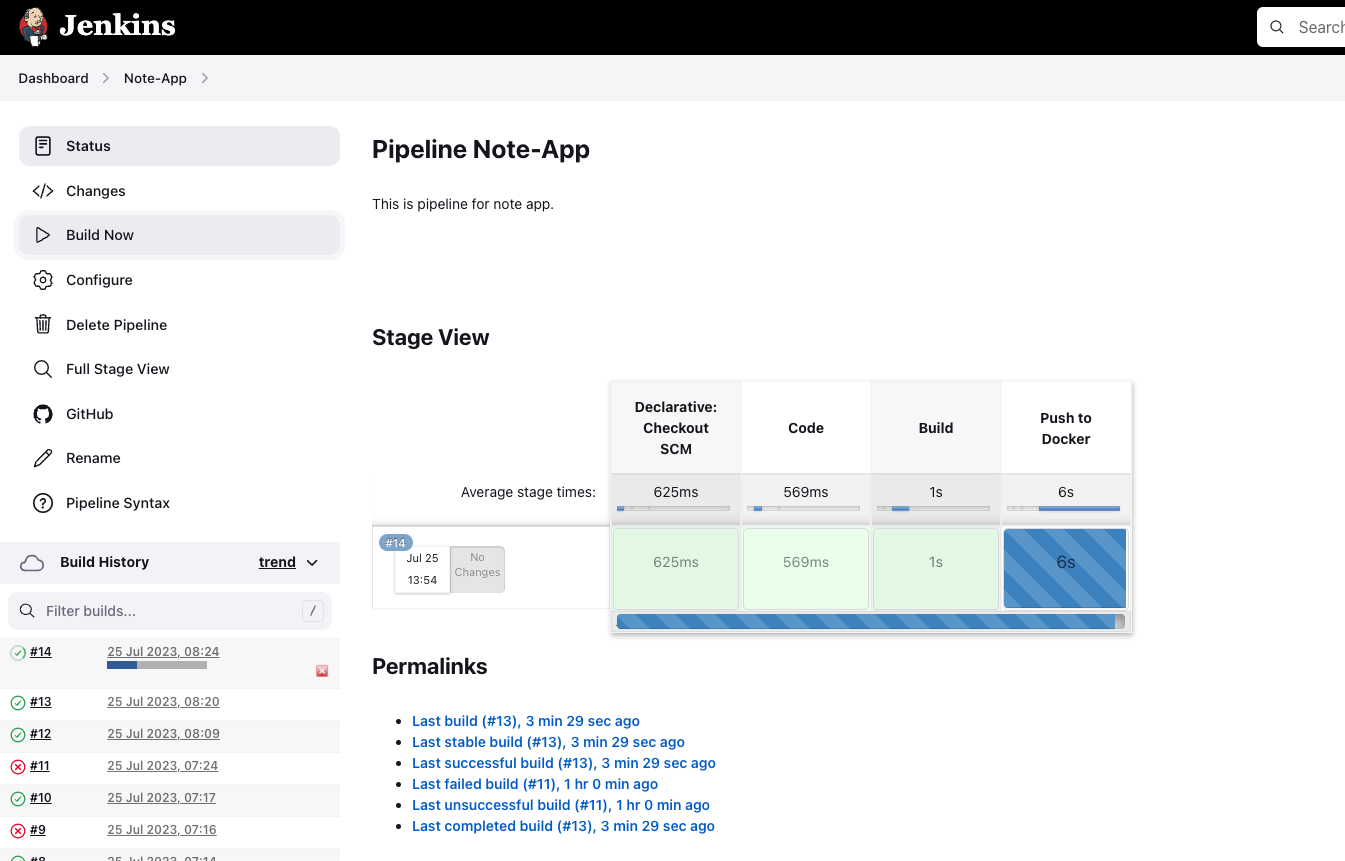 Jenkins
Search
Dashboard
Note-App
Status
Changes
Build Now
Configure
Delete Pipeline
Full Stage View
GitHub
Rename
Pipeline Syntax
Build History
trend
Filter builds...
/
#14
25 Jul 2023, 08:24
#13
25 Jul 2023, 08:20
#12
25 Jul 2023, 08:09
#11
25 Jul 2023, 07:24
#10
25 Jul 2023, 07:17
#9
25 Jul 2023, 07:16
#8
25 Jul 2023, 07:14
Pipeline Note-App
This is pipeline for note app.
Stage View
Declarative:
Checkout
SCM
Code
Build
Push to
Docker
Average stage times:
625ms
569ms
1s
6s
#14
Jul 25
13:54
No
Changes
625ms
569ms
1s
6s
Permalinks
Last build (#13), 3 min 29 sec ago
Last stable build (#13), 3 min 29 sec ago
Last successful build (#13), 3 min 29 sec ago
Last failed build (#11), 1 hr 0 min ago
Last unsuccessful build (#11), 1 hr 0 min ago
Last completed build (#13), 3 min 29 sec ago